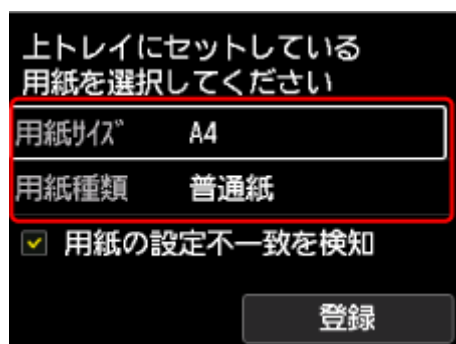 上トレイにセットしている
用紙を選択してください
用紙ｻｲｽﾞ A4
用紙種類 普通紙
用紙の設定不一致を検知
登録